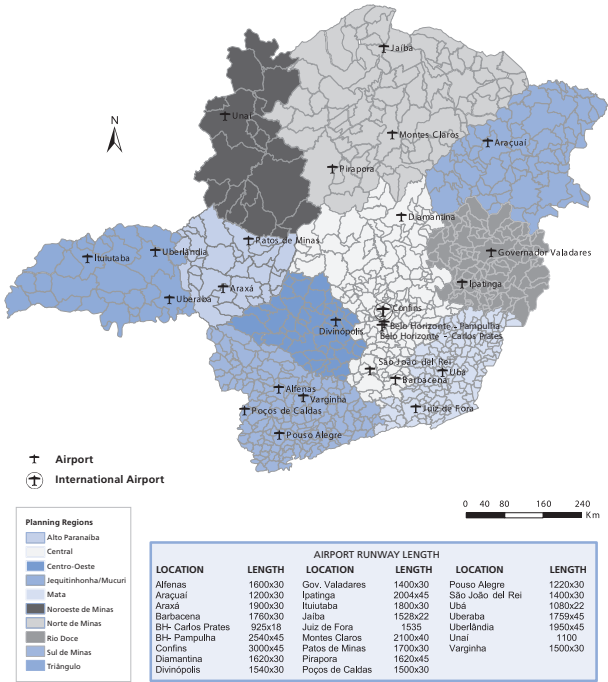 Jaíba
N
Unaí
Montes Claros
Araçuaí
Pirapora
Diamantina
Patos de Minas
Uberlândia
Governador Valadares
Ituiutaba
Araxá
Ipatinga
Uberaba
Confins
Belo Horizonte - Pampulha
Divinópolis
Belo Horizonte - Carlos Prates
São João del Rei
Ubá
Barbacena
Alfenas
Varginha
Juiz de Fora
Poços de Caldas
Pouso Alegre
Airport
International Airport
0 40 80 160 240
Km
Planning Regions
Alto Paranaíba
Central
Centro-Oeste
Jequitinhonha/Mucuri
Mata
Noroeste de Minas
Norte de Minas
Rio Doce
Sul de Minas
Triângulo
AIRPORT RUNWAY LENGTH
LOCATION LENGTH LOCATION LENGTH LOCATION LENGTH
Alfenas 1600x30 Gov. Valadares 1400x30 Pouso Alegre 1220x30
Araçuaí 1200x30 Ipatinga 2004x45 São João del Rei 1400x30
Araxá 1900x30 Ituiutaba 1800x30 Ubá 1080x22
Barbacena 1760x30 Jaíba 1528x22 Uberaba 1759x45
BH- Carlos Prates 925x18 Juiz de Fora 1535 Uberlândia 1950x45
BH- Pampulha 2540x45 Montes Claros 2100x40 Unaí 1100
Confins 3000x45 Patos de Minas 1700x30 Varginha 1500x30
Diamantina 1620x30 Pirapora 1620x45
Divinópolis 1540x30 Poços de Caldas 1500x30